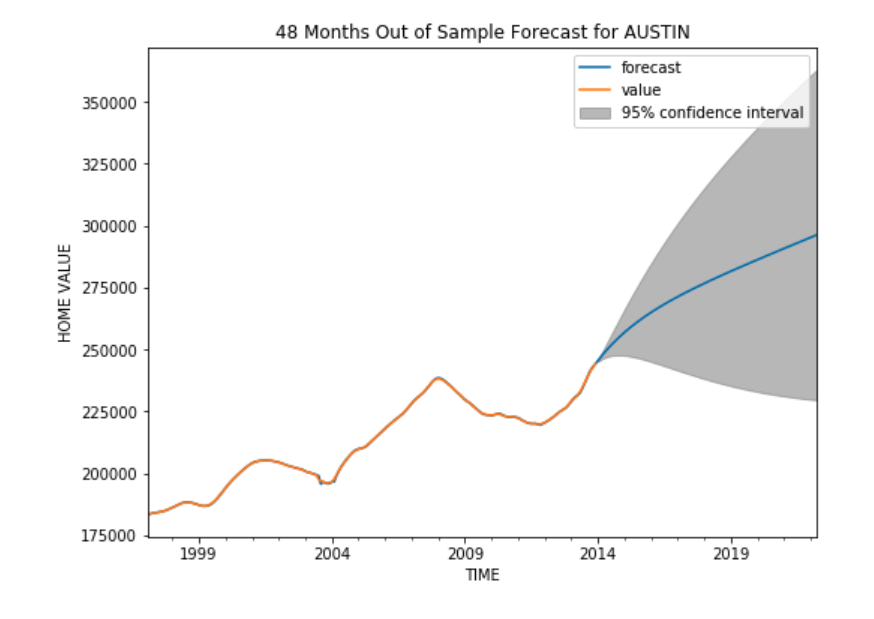 48 Months Out of Sample Forecast for AUSTIN
forecast
value
95% confidence interval
350000
325000
300000
275000
250000
225000
200000
175000
HOME VALUE
1999 2004 2009 2014 2019
TIME